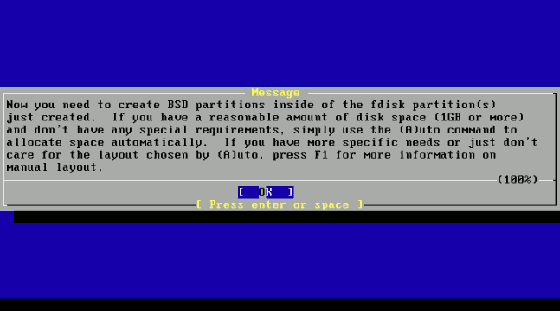 Message
Now you need to create BSD partitions inside of the fdisk partition(s)
just created.  If you have a reasonable amount of disk space (1GB or more)
and don't have any special requirements, simply use the (A)uto command to
allocate space automatically.  If you have more specific needs or just don't
care for the layout chosen by (A)uto, press F1 for more information on
manual layout.
(100%)
[  OK  ]
[ Press enter or space ]